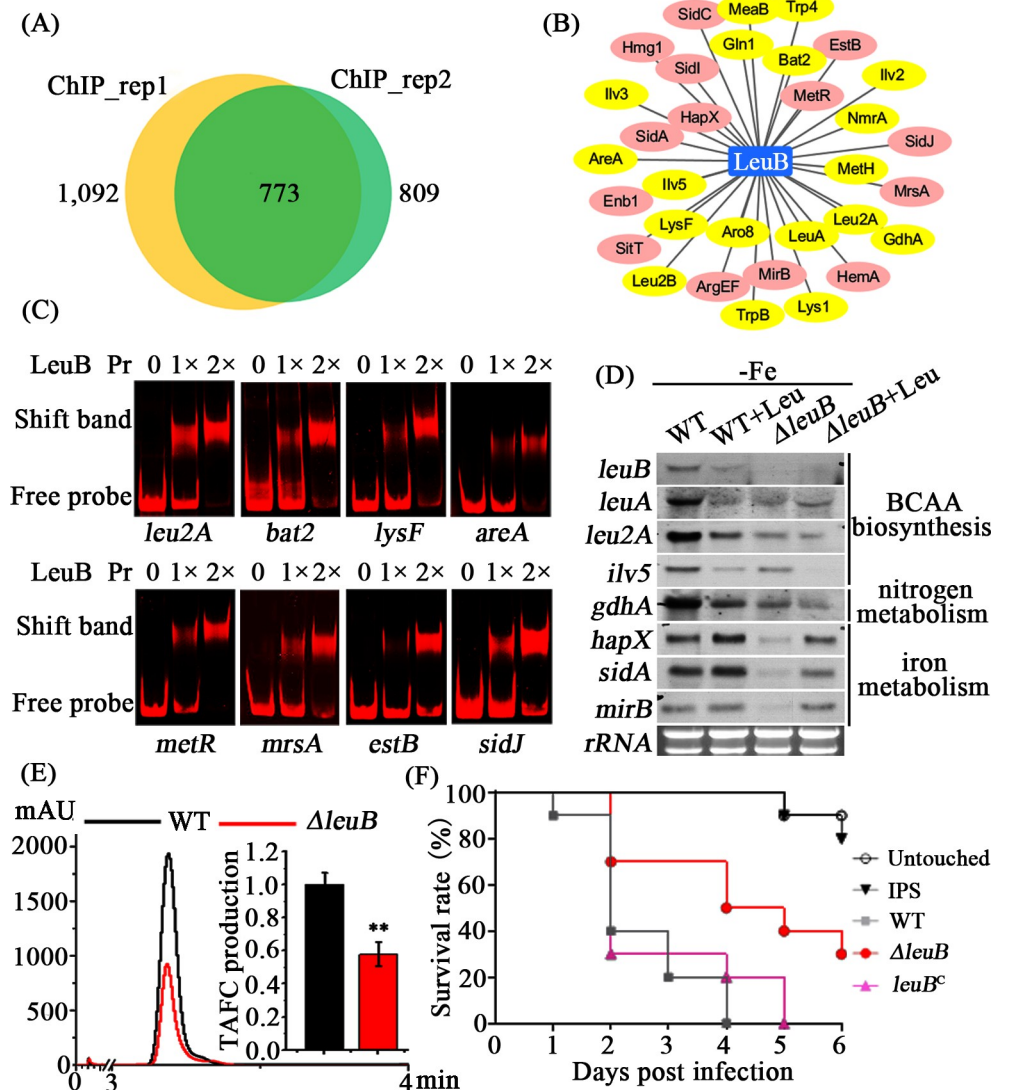 (A)
ChIP_rep1
ChIP_rep2
1,092
773
809
(B)
SidC
MeaB
Trp4
Hmg1
Gln1
EstB
SidI
Bat2
Ilv2
Ilv3
MetR
HapX
NmrA
SidA
SidJ
AreA
LeuB
MetH
Ilv5
MrsA
Enb1
Leu2A
LysF
Aro8
LeuA
GdhA
SitT
Leu2B
ArgEF
MirB
HemA
TrpB
Lys1
(C)
LeuB Pr 0 1× 2× 0 1× 2× 0 1× 2× 0 1× 2×
Shift band
Free probe
leu2A bat2 lysF areA
LeuB Pr 0 1× 2× 0 1× 2× 0 1× 2× 0 1× 2×
Shift band
Free probe
metR mrsA estB sidJ
(D)
-Fe
WT WT+Leu ΔleuB ΔleuB+Leu
leuB
leuA
leu2A
ilv5
gdhA
hapX
sidA
mirB
rRNA
BCAA
biosynthesis
nitrogen
metabolism
iron
metabolism
(E)
mAU
WT ΔleuB
2000
1500
1000
500
0
0 3 4 min
TAFC production
1.2
1.0
0.8
0.6
0.4
0.2
0.0
**
(F)
Survival rate (%)
100
80
60
40
20
0
0 1 2 3 4 5 6
Days post infection
Untouched
IPS
WT
ΔleuB
leuBᶜ